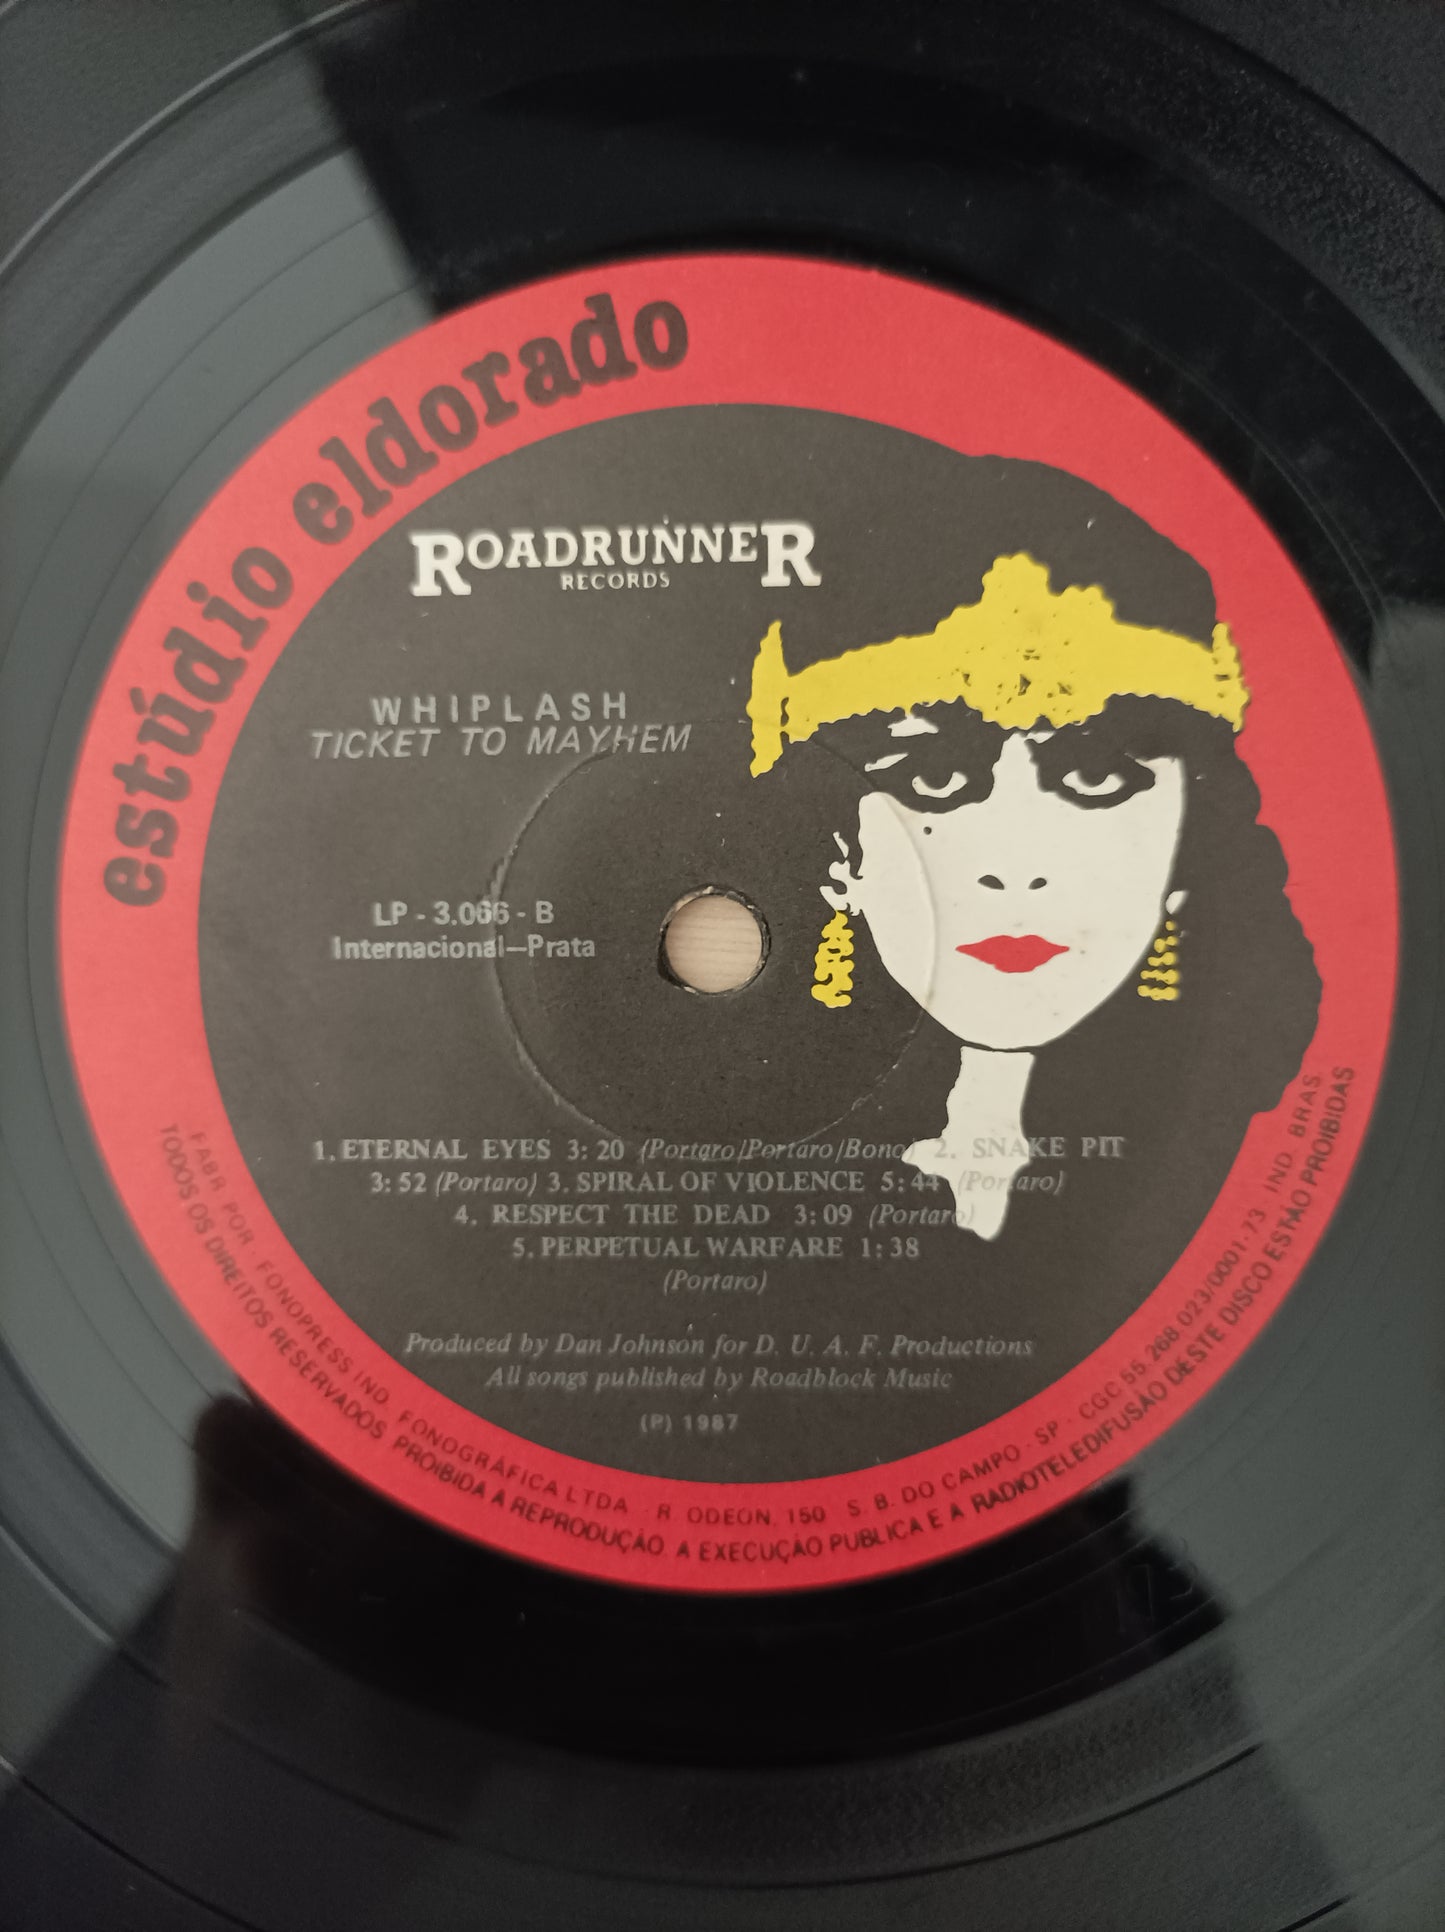 estúdio eldorado
ROADRUNNER
RECORDS
WHIPLASH
TICKET TO MAYHEM
LP - 3.066 - B
Internacional—Prata
1. ETERNAL EYES 3: 20 (Portaro/Portaro/Bono) 2. SNAKE PIT
3: 52 (Portaro) 3. SPIRAL OF VIOLENCE 5: 44 (Portaro)
4. RESPECT THE DEAD 3: 09 (Portaro)
5. PERPETUAL WARFARE 1: 38
(Portaro)
Produced by Dan Johnson for D. U. A. F. Productions
All songs published by Roadblock Music
(P) 1987
FABR POR · FONOPRESS IND. FONOGRÁFICA LTDA · R. ODEON, 150 S. B. DO CAMPO · SP · CGC 55 268 023/0001-73 IND. BRAS.
TODOS OS DIREITOS RESERVADOS PROIBIDA A REPRODUÇÃO. A EXECUÇÃO PUBLICA E A RADIOTELEDIFUSÃO DESTE DISCO ESTÃO PROIBIDAS